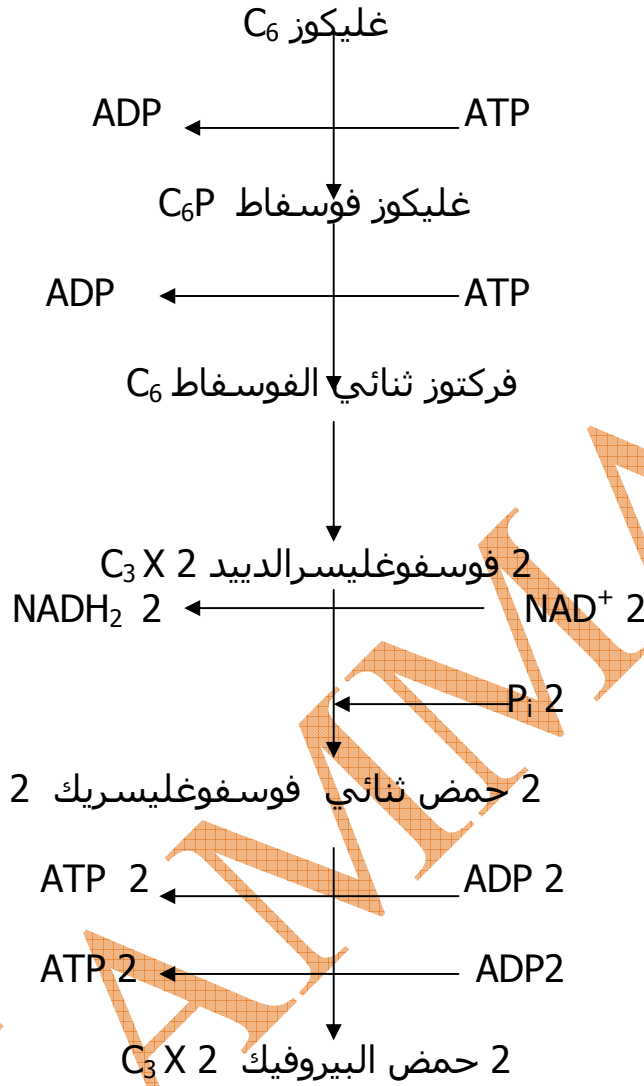 غليكوز C₆
ADP ATP
غليكوز فوسفاط C₆P
ADP ATP
فركتوز ثنائي الفوسفاط C₆
2 فوسفوغليسرالدييد C₃ X 2
NADH₂ 2 NAD⁺ 2
Pᵢ 2
2 حمض ثنائي فوسفوغليسريك 2
ATP 2 ADP 2
ATP 2 ADP2
2 حمض البيروفيك C₃ X 2